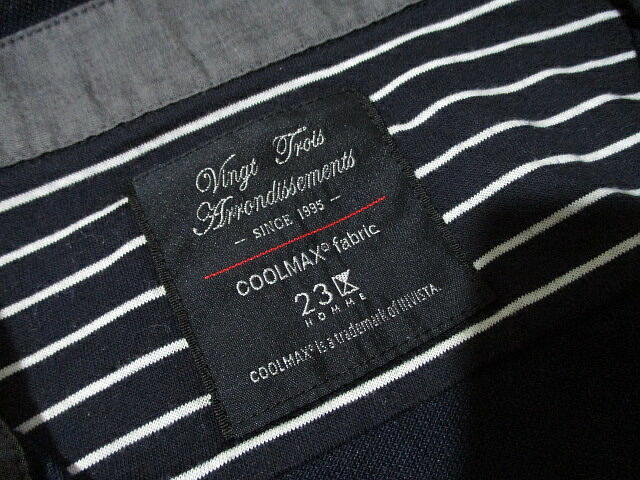 Vingt Trois
Arrondissements
- SINCE 1995 -
COOLMAX® fabric
23区
HOMME
COOLMAX® is a trademark of INVISTA.